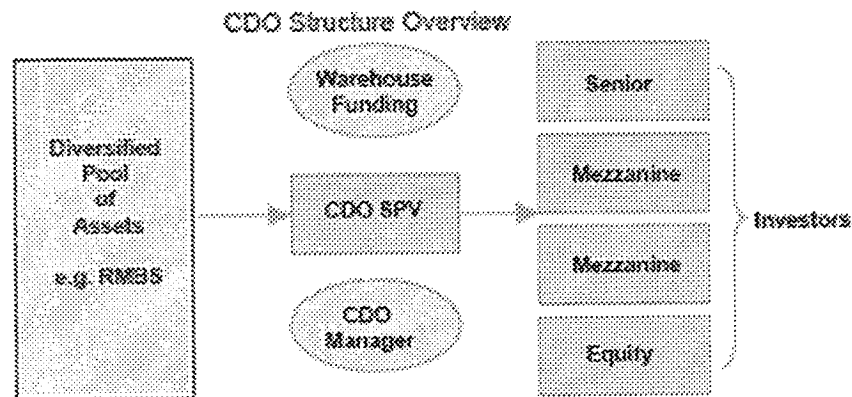 CDO Structure Overview
Diversified
Pool
of
Assets
e.g. RMBS
Warehouse
Funding
CDO SPV
CDO
Manager
Senior
Mezzanine
Mezzanine
Equity
Investors